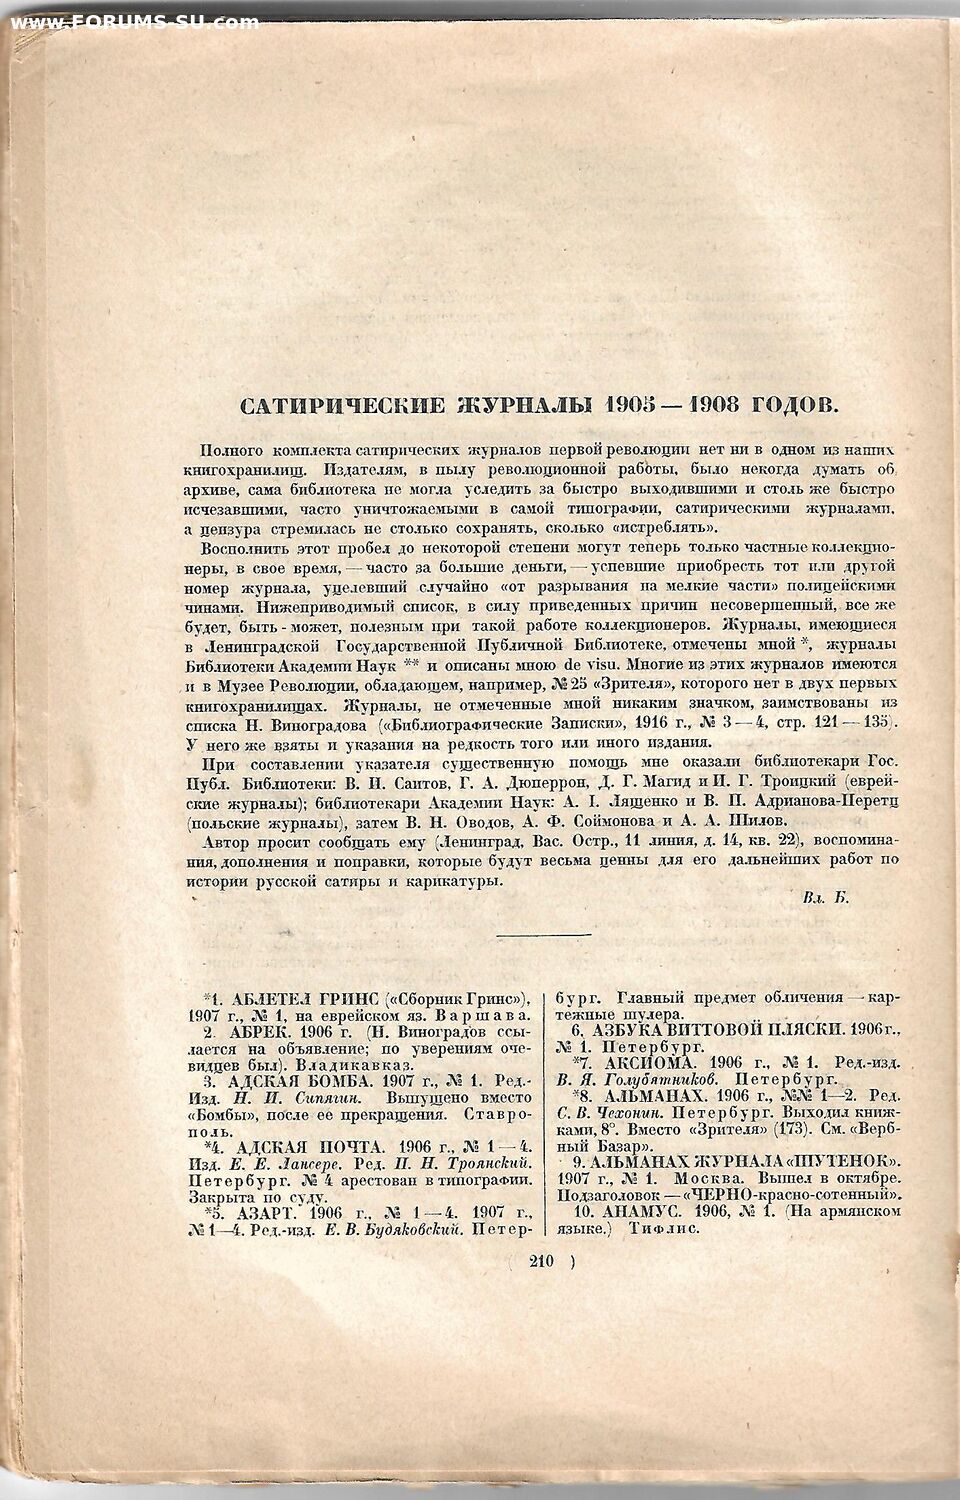 www.FORUMS-SU.com
САТИРИЧЕСКИЕ ЖУРНАЛЫ 1905 — 1908 ГОДОВ.
Полного комплекта сатирических журналов первой революции нет ни в одном из наших
книгохранилищ. Издателям, в пылу революционной работы, было некогда думать об
архиве, сама библиотека не могла уследить за быстро выходившими и столь же быстро
исчезавшими, часто уничтожаемыми в самой типографии, сатирическими журналами,
а цензура стремилась не столько сохранять, сколько «истреблять».
Восполнить этот пробел до некоторой степени могут теперь только частные коллекцио-
неры, в свое время, — часто за большие деньги, — успевшие приобресть тот или другой
номер журнала, уцелевший случайно «от разрывания на мелкие части» полицейскими
чинами. Нижеприводимый список, в силу приведенных причин несовершенный, все же
будет, быть-может, полезным при такой работе коллекционеров. Журналы, имеющиеся
в Ленинградской Государственной Публичной Библиотеке, отмечены мной *, журналы
Библиотеки Академии Наук ** и описаны мною de visu. Многие из этих журналов имеются
и в Музее Революции, обладающем, например, № 25 «Зрителя», которого нет в двух первых
книгохранилищах. Журналы, не отмеченные мной никаким значком, заимствованы из
списка Н. Виноградова («Библиографические Записки», 1916 г., № 3 — 4, стр. 121 — 135).
У него же взяты и указания на редкость того или иного издания.
При составлении указателя существенную помощь мне оказали библиотекари Гос.
Публ. Библиотеки: В. И. Саитов, Г. А. Дюперрон, Д. Г. Магид и И. Г. Троицкий (еврей-
ские журналы); библиотекари Академии Наук: А. I. Лященко и В. П. Адрианова-Перетц
(польские журналы), затем В. Н. Оводов, А. Ф. Соймонова и А. А. Шилов.
Автор просит сообщать ему (Ленинград, Вас. Остр., 11 линия, д. 14, кв. 22), воспомина-
ния, дополнения и поправки, которые будут весьма ценны для его дальнейших работ по
истории русской сатиры и карикатуры.
Вл. Б.
*1. АБЛЕТЕЛ ГРИНС («Сборник Гринс»),
1907 г., № 1, на еврейском яз. Варшава.
2. АБРЕК. 1906 г. (Н. Виноградов ссы-
лается на объявление; по уверениям оче-
видцев был). Владикавказ.
3. АДСКАЯ БОМБА. 1907 г., № 1. Ред.-
Изд. Н. И. Сипягин. Выпущено вместо
«Бомбы», после ее прекращения. Ставро-
поль.
*4. АДСКАЯ ПОЧТА. 1906 г., № 1 — 4.
Изд. Е. Е. Лансере. Ред. П. Н. Троянский.
Петербург. № 4 арестован в типографии.
Закрыта по суду.
*5. АЗАРТ. 1906 г., № 1 — 4. 1907 г.,
№ 1—4. Ред.-изд. Е. В. Будяковский. Петер-
бург. Главный предмет обличения — кар-
тежные шулера.
6. АЗБУКА ВИТТОВОЙ ПЛЯСКИ. 1906 г.,
№ 1. Петербург.
*7. АКСИОМА. 1906 г., № 1. Ред.-изд.
В. Я. Голубятников. Петербург.
*8. АЛЬМАНАХ. 1906 г., №№ 1—2. Ред.
С. В. Чехонин. Петербург. Выходил книж-
ками, 8°. Вместо «Зрителя» (173). См. «Верб-
ный Базар».
9. АЛЬМАНАХ ЖУРНАЛА «ШУТЕНОК».
1907 г., № 1. Москва. Вышел в октябре.
Подзаголовок — «ЧЕРНО-красно-сотенный».
10. АНАМУС. 1906, № 1. (На армянском
языке.) Тифлис.
( 210 )